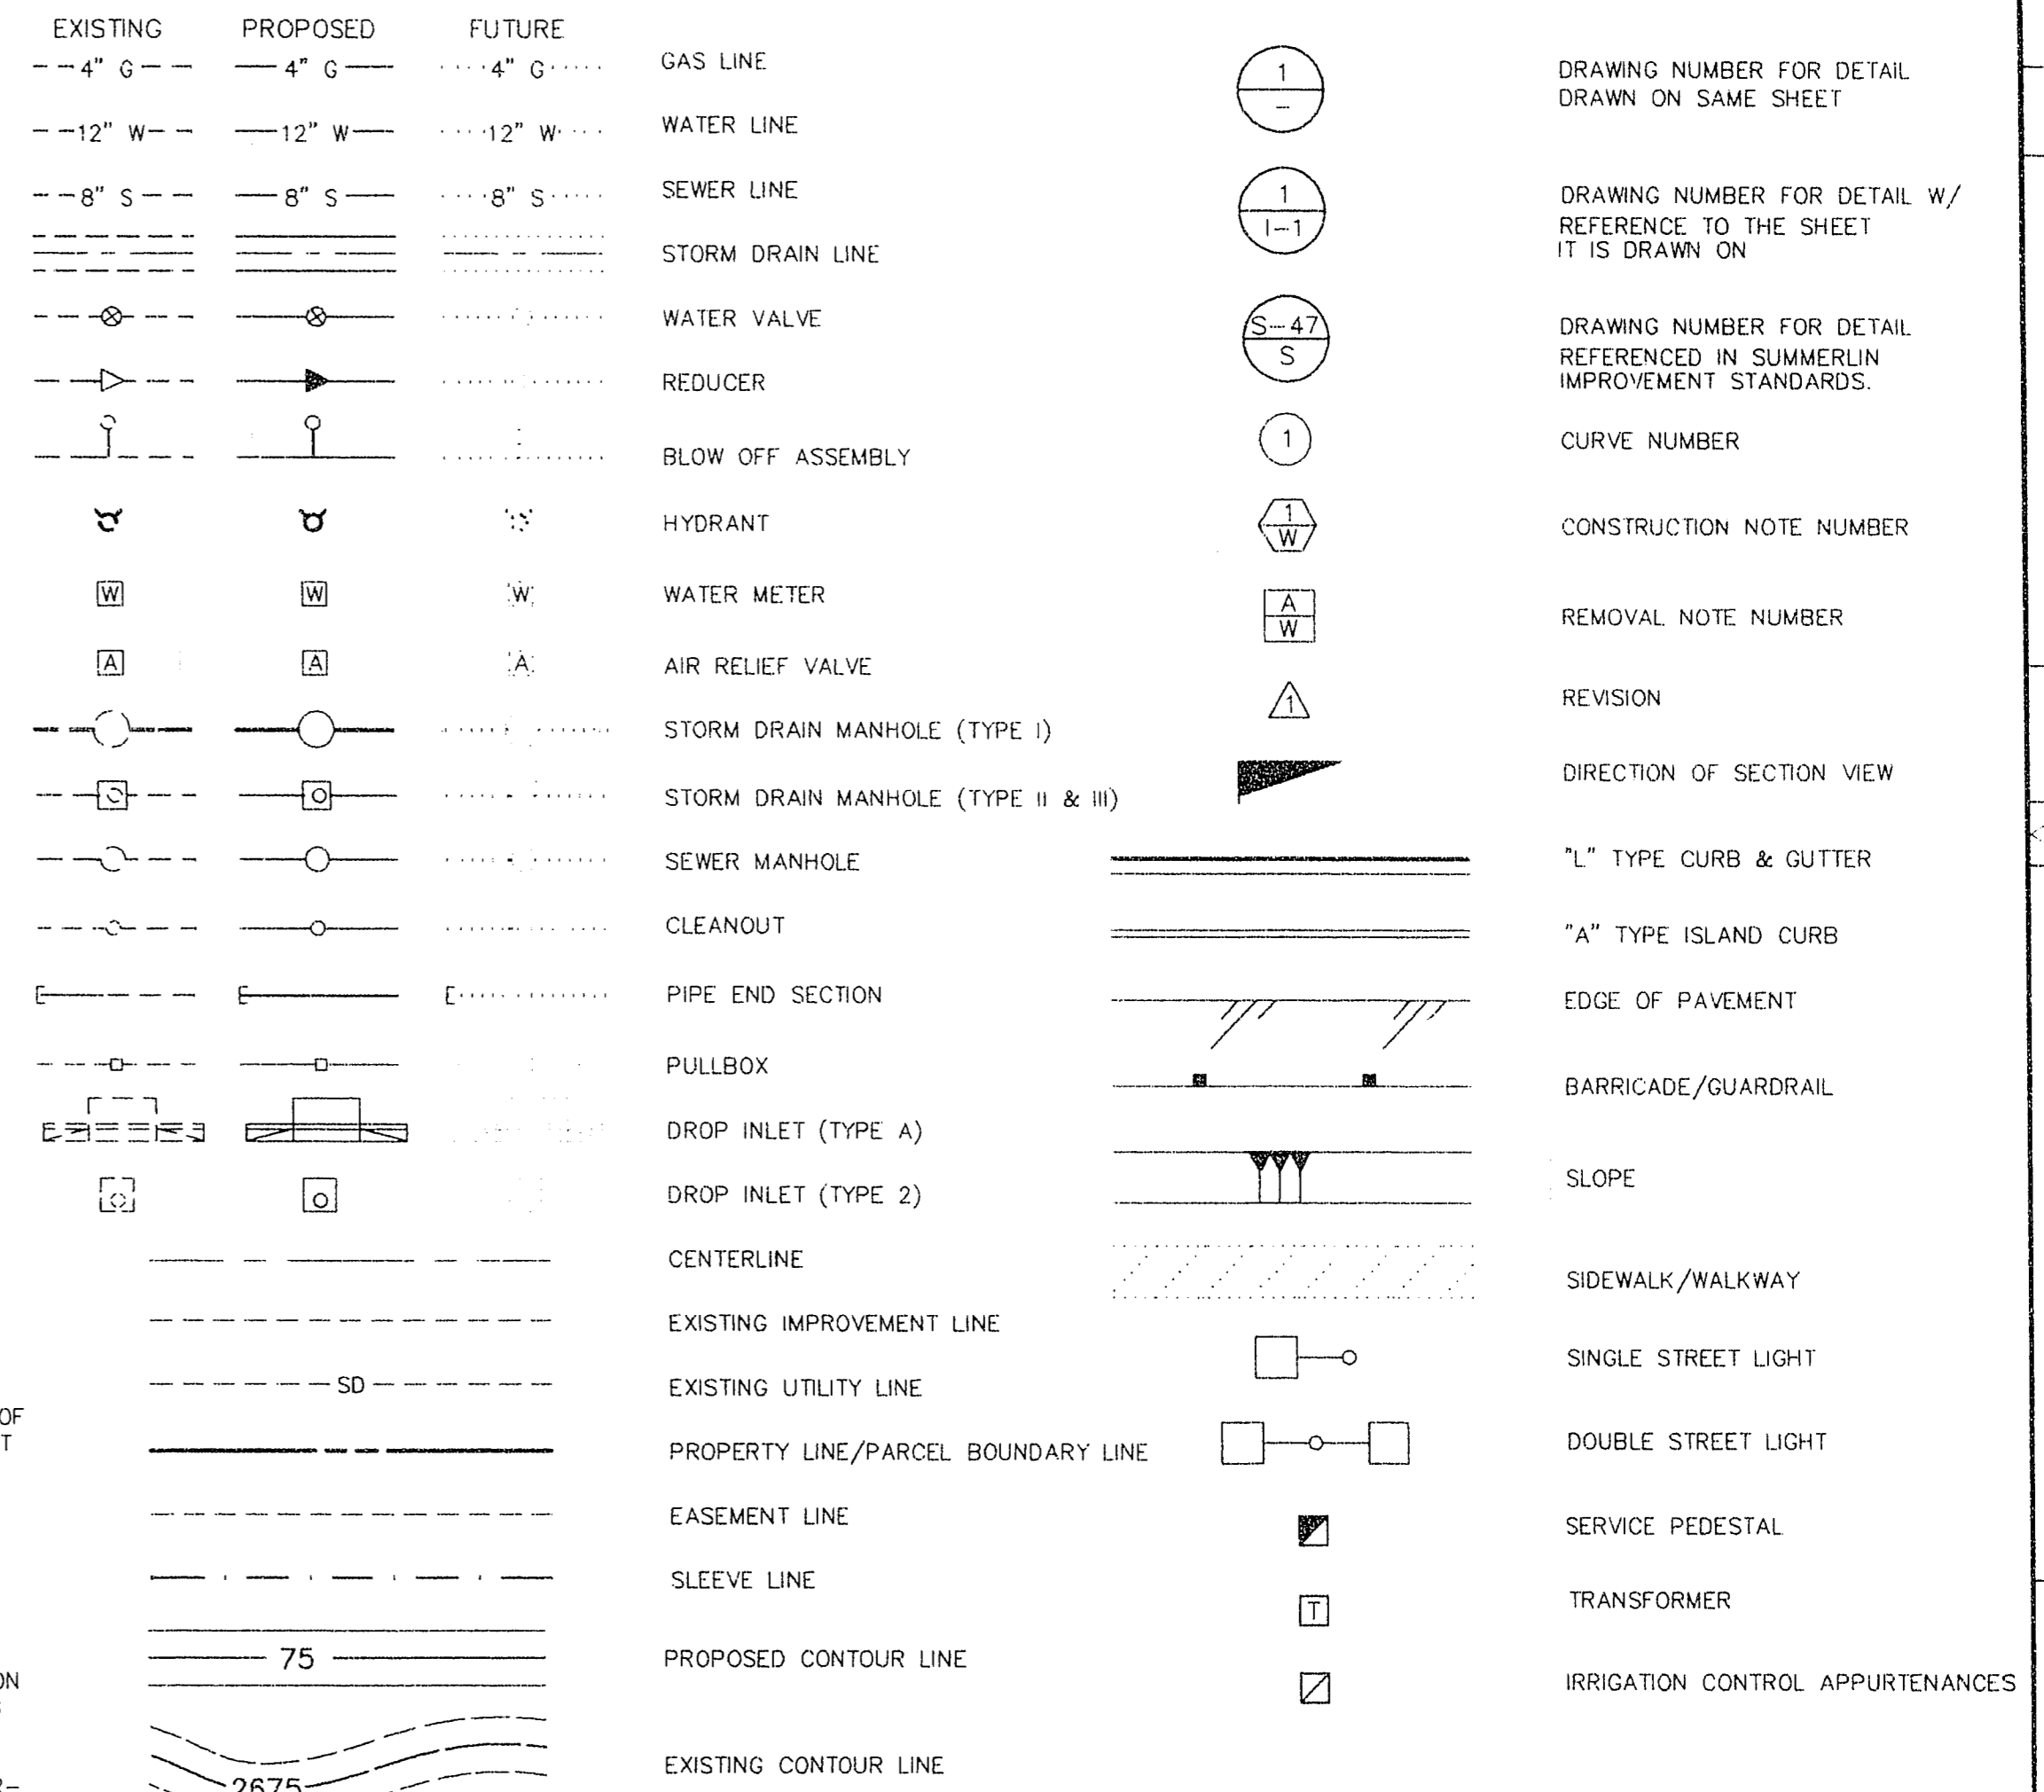 EXISTING PROPOSED FUTURE
4" G 4" G 4" G GAS LINE
12" W 12" W 12" W WATER LINE
8" S 8" S 8" S SEWER LINE
STORM DRAIN LINE
WATER VALVE
REDUCER
BLOW OFF ASSEMBLY
HYDRANT
W W W WATER METER
A A A AIR RELIEF VALVE
STORM DRAIN MANHOLE (TYPE I)
STORM DRAIN MANHOLE (TYPE II & III)
SEWER MANHOLE
CLEANOUT
PIPE END SECTION
PULLBOX
DROP INLET (TYPE A)
DROP INLET (TYPE 2)
CENTERLINE
EXISTING IMPROVEMENT LINE
SD EXISTING UTILITY LINE
PROPERTY LINE/PARCEL BOUNDARY LINE
EASEMENT LINE
SLEEVE LINE
75 PROPOSED CONTOUR LINE
2675 EXISTING CONTOUR LINE
OF
T
ON
R-
1
-
DRAWING NUMBER FOR DETAIL
DRAWN ON SAME SHEET
1
I-1
DRAWING NUMBER FOR DETAIL W/
REFERENCE TO THE SHEET
IT IS DRAWN ON
S-47
S
DRAWING NUMBER FOR DETAIL
REFERENCED IN SUMMERLIN
IMPROVEMENT STANDARDS.
1 CURVE NUMBER
1
W
CONSTRUCTION NOTE NUMBER
A
W
REMOVAL NOTE NUMBER
1 REVISION
DIRECTION OF SECTION VIEW
"L" TYPE CURB & GUTTER
"A" TYPE ISLAND CURB
EDGE OF PAVEMENT
BARRICADE/GUARDRAIL
SLOPE
SIDEWALK/WALKWAY
SINGLE STREET LIGHT
DOUBLE STREET LIGHT
SERVICE PEDESTAL
T TRANSFORMER
IRRIGATION CONTROL APPURTENANCES